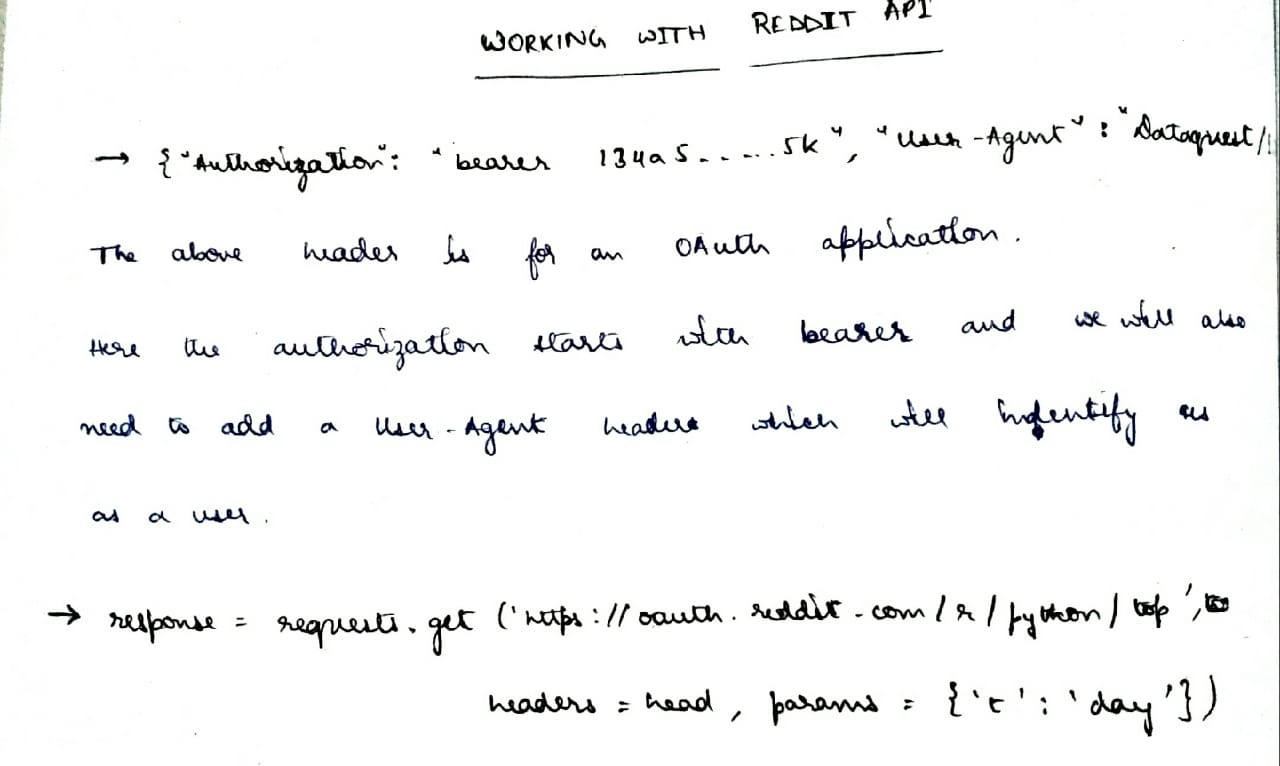 WORKING WITH REDDIT API
→ {"Authorization": "bearer 134a5.......5k", "User-Agent": "Dataquest/1
The above header is for an OAuth application.
Here the authorization starts with bearer and we will also
need to add a User-Agent header which will indentify us
as a user.
→ response = requests.get('https://oauth.reddit.com/r/python/top',
headers = head, params = {'t': 'day'})